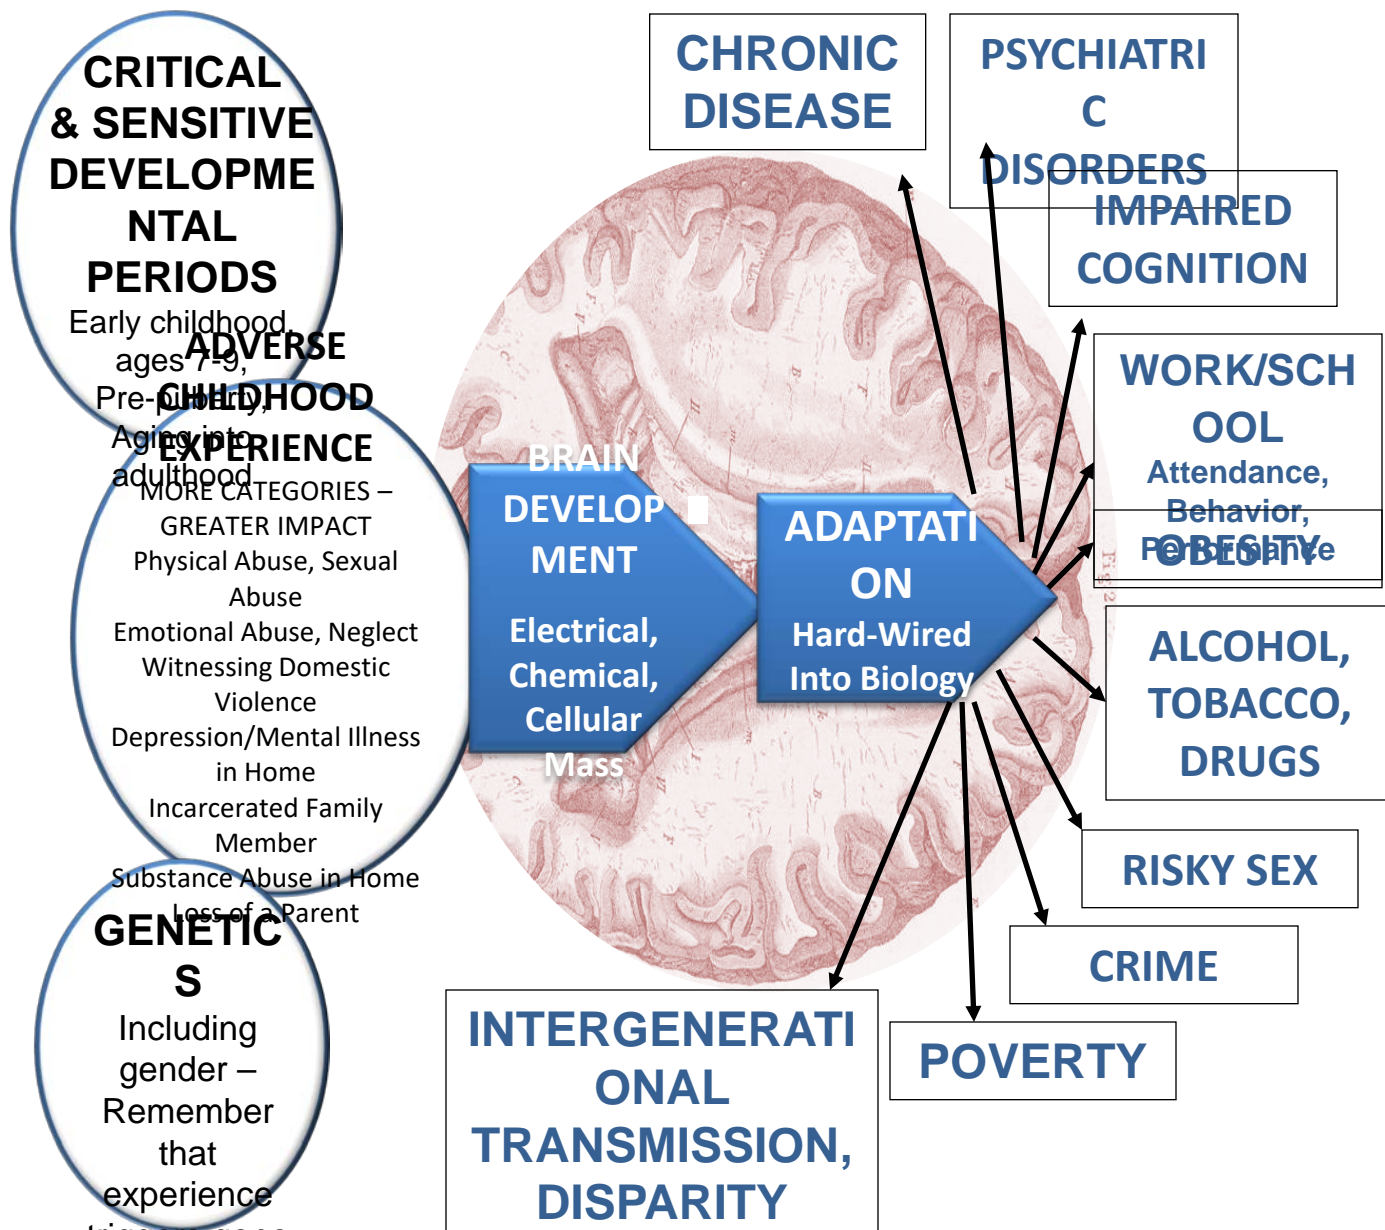 CRITICAL
& SENSITIVE
DEVELOPME
NTAL
PERIODS
Early childhood,
ages 7-9,
Pre-puberty,
Aging into
adulthood
ADVERSE
CHILDHOOD
EXPERIENCE
MORE CATEGORIES –
GREATER IMPACT
Physical Abuse, Sexual
Abuse
Emotional Abuse, Neglect
Witnessing Domestic
Violence
Depression/Mental Illness
in Home
Incarcerated Family
Member
Substance Abuse in Home
Loss of a Parent
GENETIC
S
Including
gender –
Remember
that
experience
BRAIN
DEVELOP
MENT
Electrical,
Chemical,
Cellular
Mass
ADAPTATI
ON
Hard-Wired
Into Biology
CHRONIC
DISEASE
PSYCHIATRI
C
DISORDERS
IMPAIRED
COGNITION
WORK/SCH
OOL
Attendance,
Behavior,
Performance
OBESITY
ALCOHOL,
TOBACCO,
DRUGS
RISKY SEX
CRIME
POVERTY
INTERGENERATI
ONAL
TRANSMISSION,
DISPARITY
Fig 2